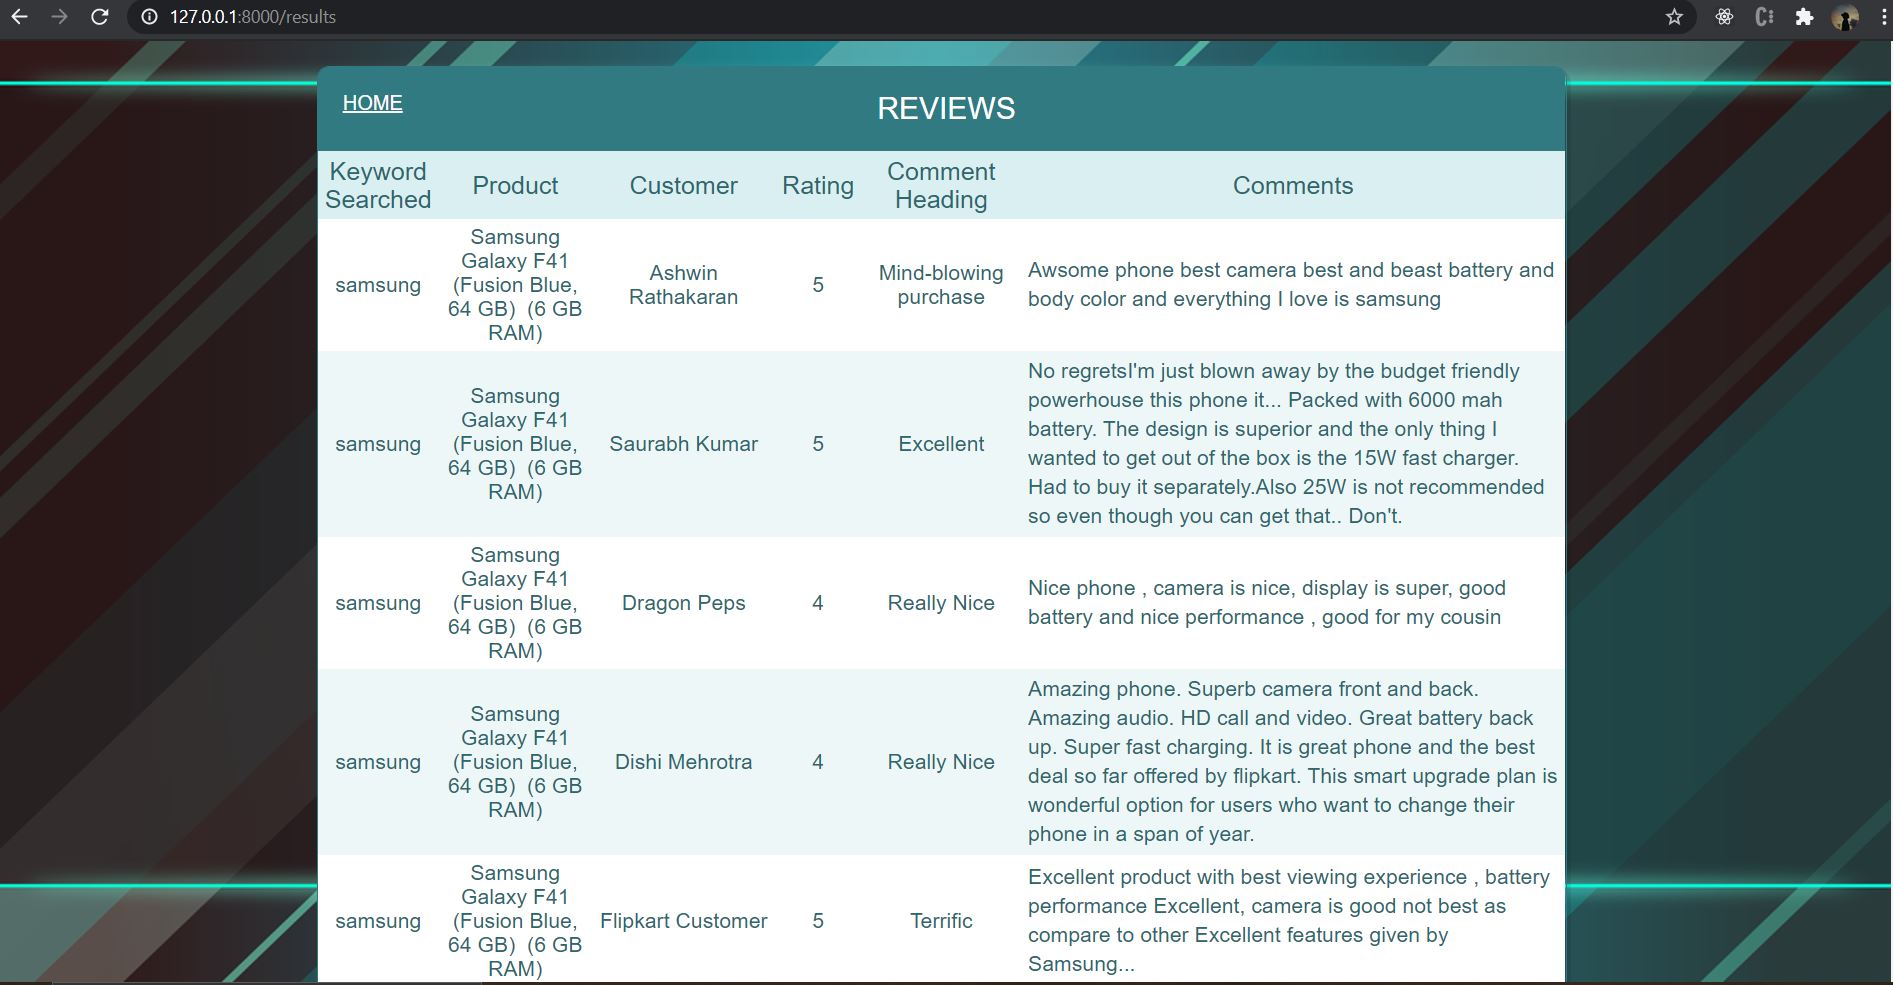 127.0.0.1:8000/results
HOME
REVIEWS
Keyword Searched
Product
Customer
Rating
Comment Heading
Comments
samsung
Samsung
Galaxy F41
(Fusion Blue,
64 GB)  (6 GB
RAM)
Ashwin
Rathakaran
5
Mind-blowing
purchase
Awsome phone best camera best and beast battery and
body color and everything I love is samsung
samsung
Samsung
Galaxy F41
(Fusion Blue,
64 GB)  (6 GB
RAM)
Saurabh Kumar
5
Excellent
No regretsI'm just blown away by the budget friendly
powerhouse this phone it... Packed with 6000 mah
battery. The design is superior and the only thing I
wanted to get out of the box is the 15W fast charger.
Had to buy it separately.Also 25W is not recommended
so even though you can get that.. Don't.
samsung
Samsung
Galaxy F41
(Fusion Blue,
64 GB)  (6 GB
RAM)
Dragon Peps
4
Really Nice
Nice phone , camera is nice, display is super, good
battery and nice performance , good for my cousin
samsung
Samsung
Galaxy F41
(Fusion Blue,
64 GB)  (6 GB
RAM)
Dishi Mehrotra
4
Really Nice
Amazing phone. Superb camera front and back.
Amazing audio. HD call and video. Great battery back
up. Super fast charging. It is great phone and the best
deal so far offered by flipkart. This smart upgrade plan is
wonderful option for users who want to change their
phone in a span of year.
samsung
Samsung
Galaxy F41
(Fusion Blue,
64 GB)  (6 GB
RAM)
Flipkart Customer
5
Terrific
Excellent product with best viewing experience , battery
performance Excellent, camera is good not best as
compare to other Excellent features given by
Samsung...